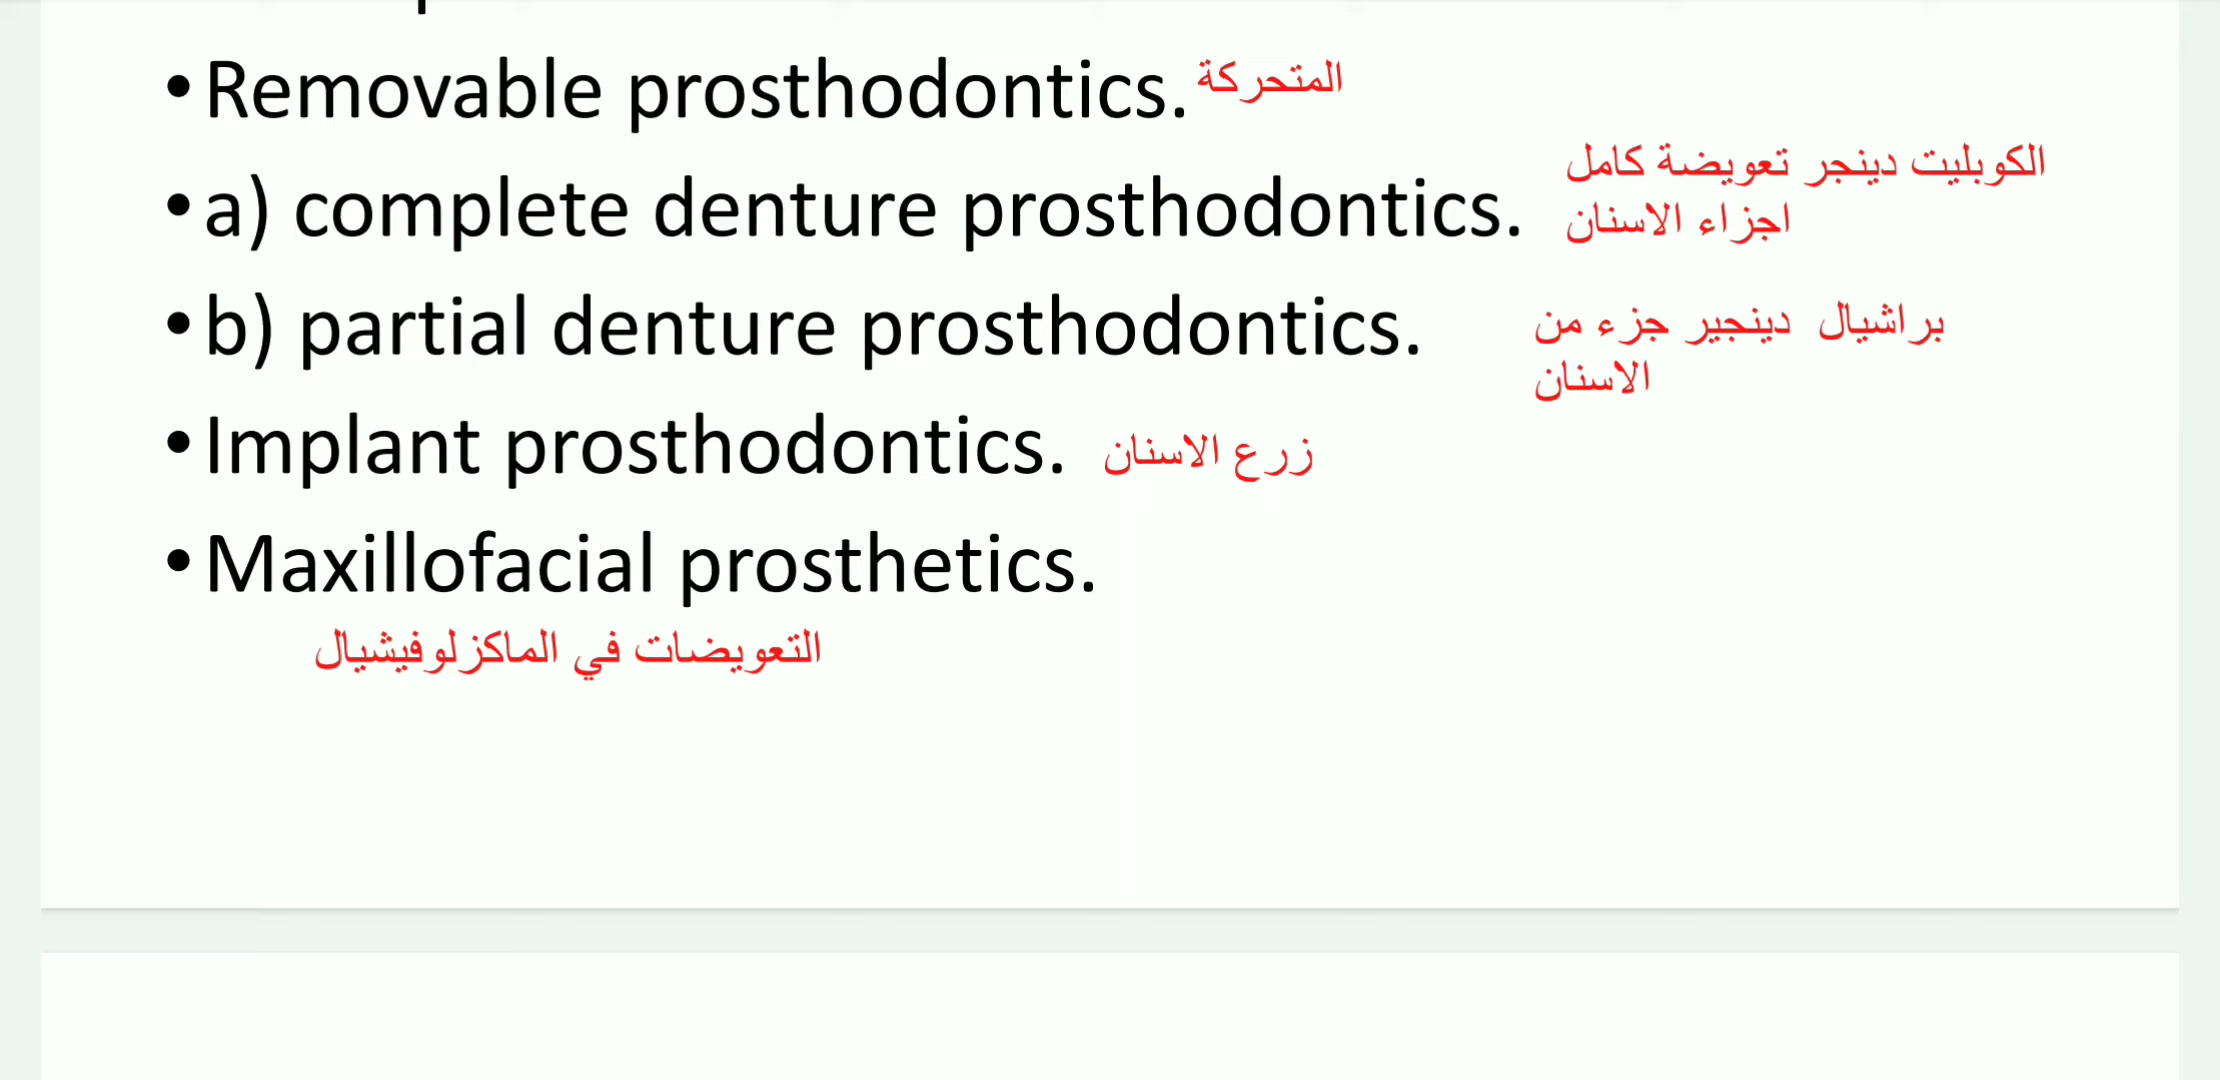 • Removable prosthodontics. المتحركة
• a) complete denture prosthodontics. الكوبليت دينجر تعويضة كامل
اجزاء الاسنان
• b) partial denture prosthodontics. براشيال دينجير جزء من
الاسنان
• Implant prosthodontics. زرع الاسنان
• Maxillofacial prosthetics.
التعويضات في الماكزلوفيشيال